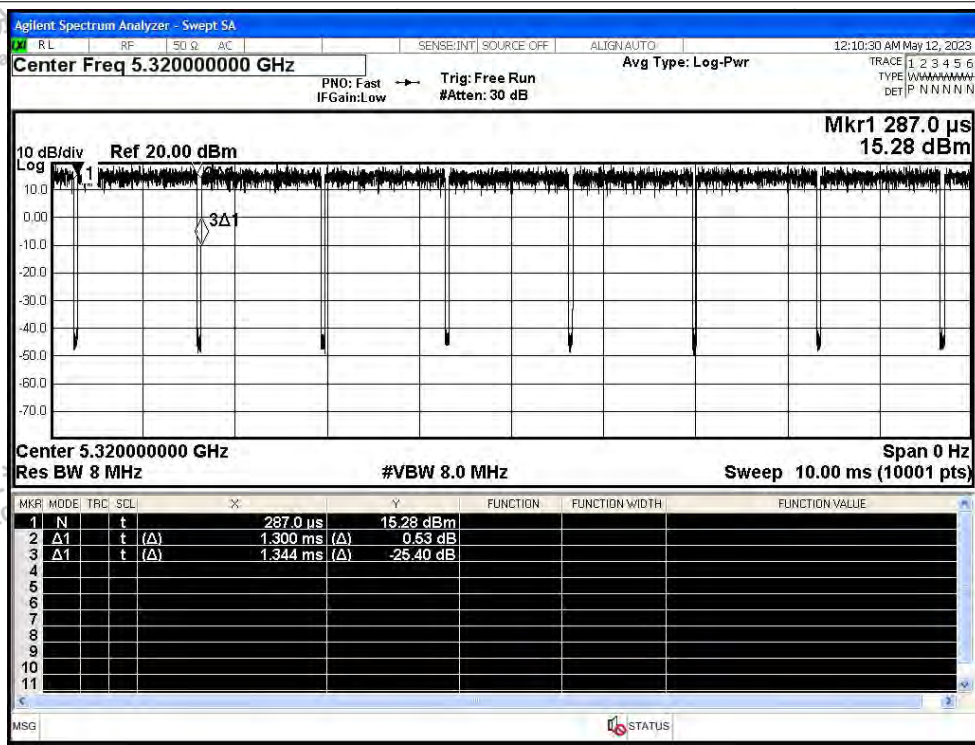 Agilent Spectrum Analyzer - Swept SA
RL RF 50 Ω AC SENSE:INT SOURCE OFF ALIGN AUTO 12:10:30 AM May 12, 2023
Center Freq 5.320000000 GHz
PNO: Fast
IFGain:Low
Trig: Free Run
#Atten: 30 dB
Avg Type: Log-Pwr
TRACE 1 2 3 4 5 6
TYPE WWWWWW
DET P N N N N N
Mkr1 287.0 µs
15.28 dBm
10 dB/div Ref 20.00 dBm
Log
1
10.0
0.00
3Δ1
-10.0
-20.0
-30.0
-40.0
-50.0
-60.0
-70.0
Center 5.320000000 GHz Span 0 Hz
Res BW 8 MHz #VBW 8.0 MHz Sweep 10.00 ms (10001 pts)
MKR MODE TRC SCL X Y FUNCTION FUNCTION WIDTH FUNCTION VALUE
1 N t 287.0 µs 15.28 dBm
2 Δ1 t (Δ) 1.300 ms (Δ) 0.53 dB
3 Δ1 t (Δ) 1.344 ms (Δ) -25.40 dB
4
5
6
7
8
9
10
11
MSG STATUS